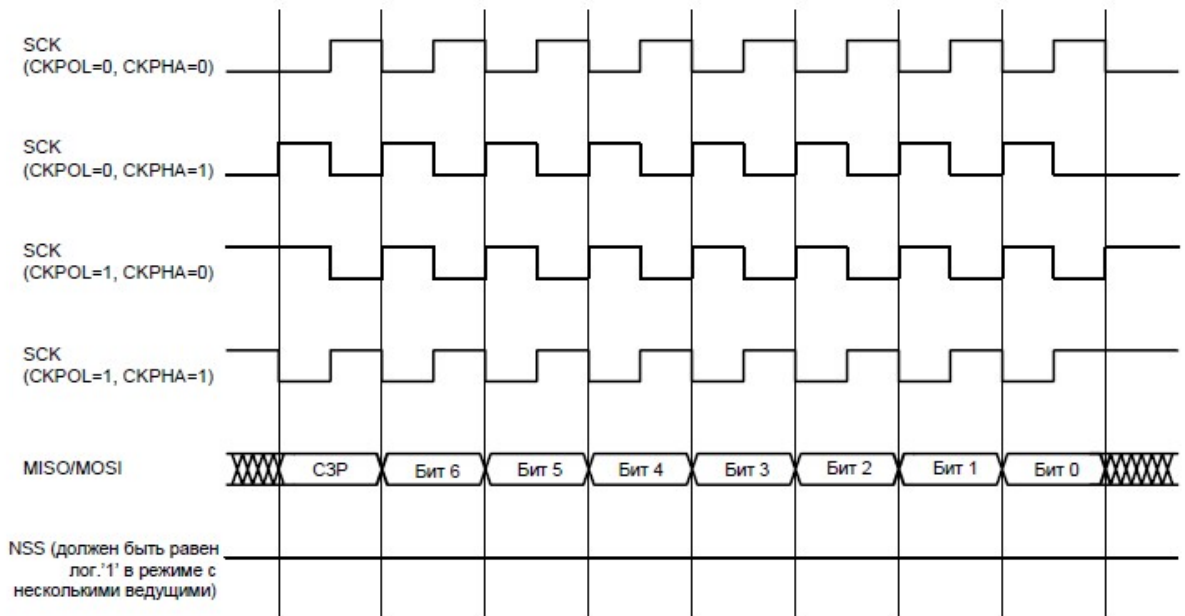 SCK
(CKPOL=0, CKPHA=0)
SCK
(CKPOL=0, CKPHA=1)
SCK
(CKPOL=1, CKPHA=0)
SCK
(CKPOL=1, CKPHA=1)
MISO/MOSI СЗР Бит 6 Бит 5 Бит 4 Бит 3 Бит 2 Бит 1 Бит 0
NSS (должен быть равен
лог.'1' в режиме с
несколькими ведущими)